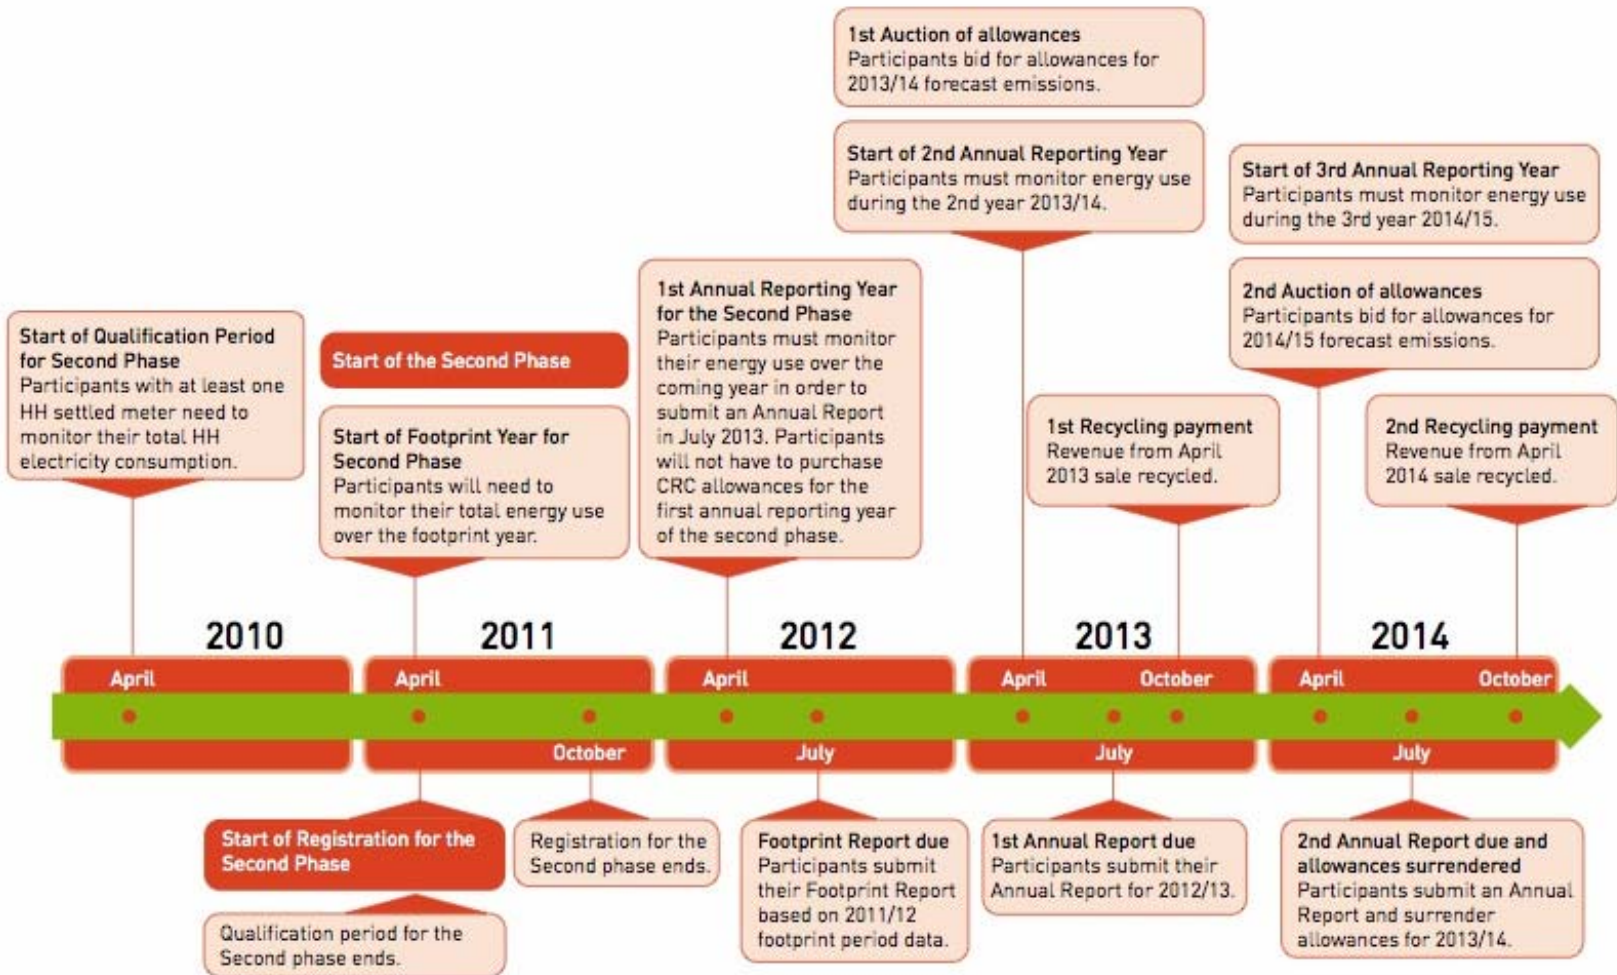 1st Auction of allowances
Participants bid for allowances for
2013/14 forecast emissions.
Start of 2nd Annual Reporting Year
Participants must monitor energy use
during the 2nd year 2013/14.
Start of 3rd Annual Reporting Year
Participants must monitor energy use
during the 3rd year 2014/15.
2nd Auction of allowances
Participants bid for allowances for
2014/15 forecast emissions.
Start of Qualification Period
for Second Phase
Participants with at least one
HH settled meter need to
monitor their total HH
electricity consumption.
Start of the Second Phase
Start of Footprint Year for
Second Phase
Participants will need to
monitor their total energy use
over the footprint year.
1st Annual Reporting Year
for the Second Phase
Participants must monitor
their energy use over the
coming year in order to
submit an Annual Report
in July 2013. Participants
will not have to purchase
CRC allowances for the
first annual reporting year
of the second phase.
1st Recycling payment
Revenue from April
2013 sale recycled.
2nd Recycling payment
Revenue from April
2014 sale recycled.
2010
2011
2012
2013
2014
April
April
April
April
October
April
October
October
July
July
July
Start of Registration for the
Second Phase
Qualification period for the
Second phase ends.
Registration for the
Second phase ends.
Footprint Report due
Participants submit
their Footprint Report
based on 2011/12
footprint period data.
1st Annual Report due
Participants submit their
Annual Report for 2012/13.
2nd Annual Report due and
allowances surrendered
Participants submit an Annual
Report and surrender
allowances for 2013/14.